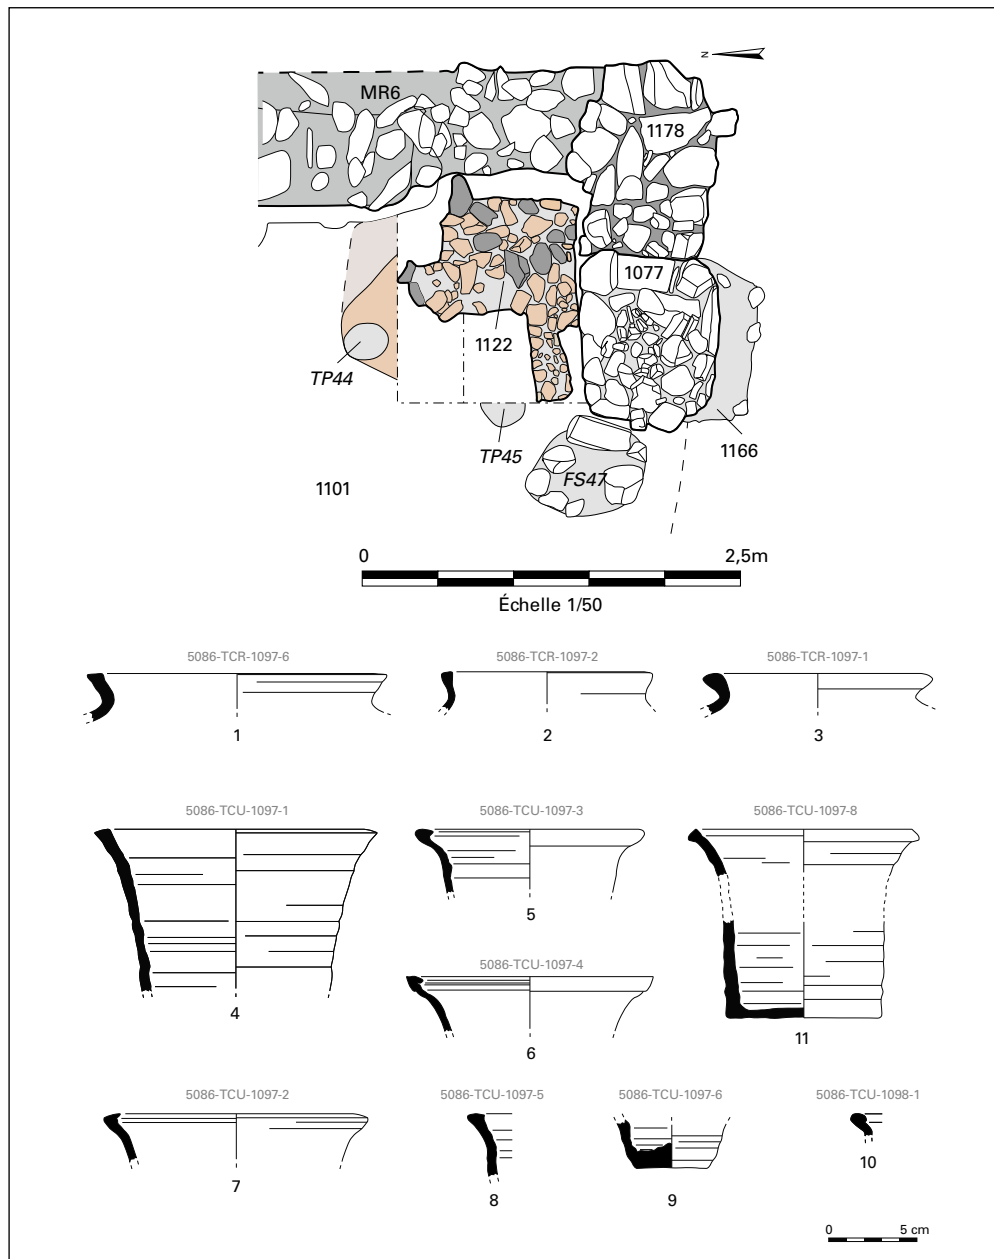 N
MR6
1178
1077
1122
TP44
TP45
1166
FS47
1101
0 2,5m
Échelle 1/50
5086-TCR-1097-6 5086-TCR-1097-2 5086-TCR-1097-1
1 2 3
5086-TCU-1097-1 5086-TCU-1097-3 5086-TCU-1097-8
5
5086-TCU-1097-4
4 6 11
5086-TCU-1097-2 5086-TCU-1097-5 5086-TCU-1097-6 5086-TCU-1098-1
7 8 9 10
0 5 cm